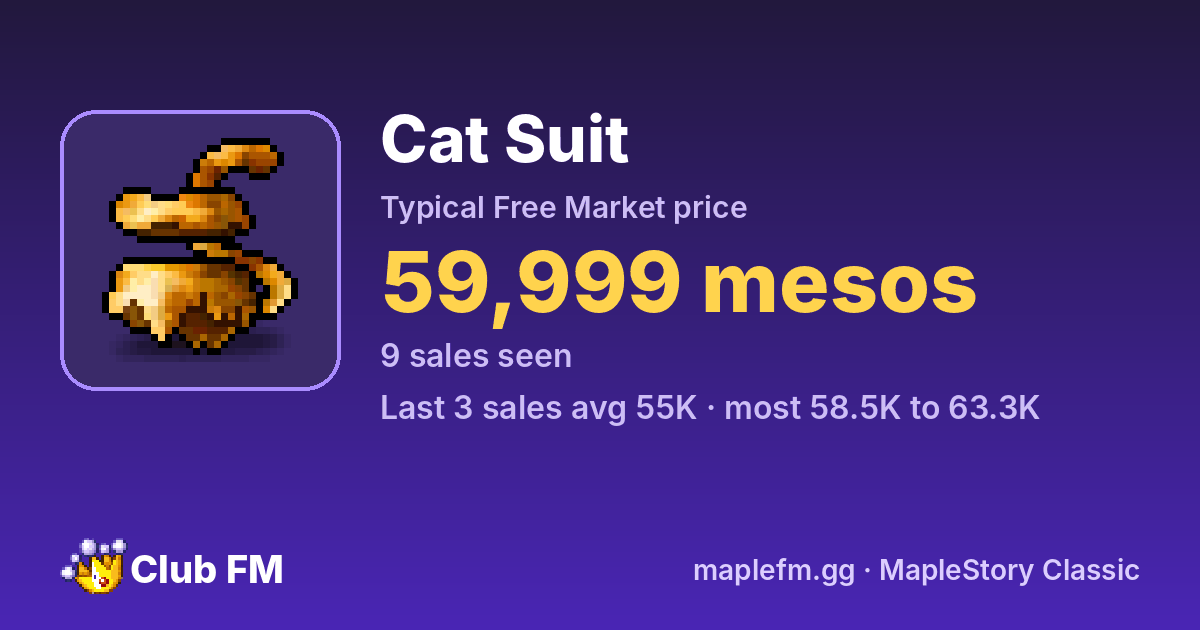 Cat Suit
Typical Free Market price
59,999 mesos
9 sales seen
Last 3 sales avg 55K · most 58.5K to 63.3K
Club FM
maplefm.gg · MapleStory Classic